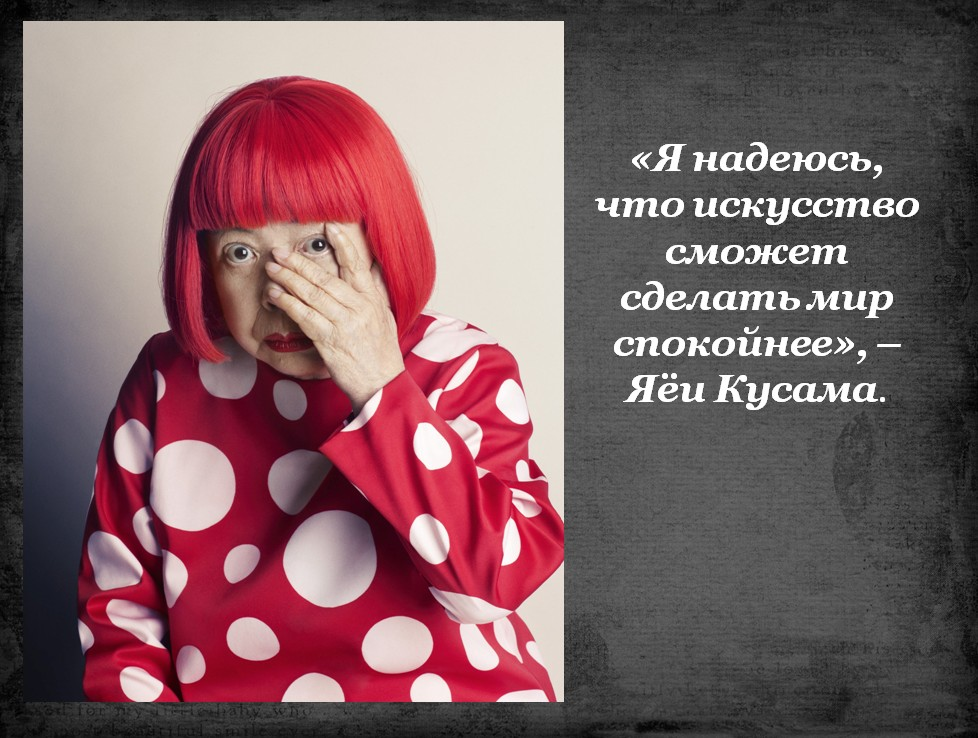 «Я надеюсь,
что искусство
сможет
сделать мир
спокойнее», –
Яёи Кусама.